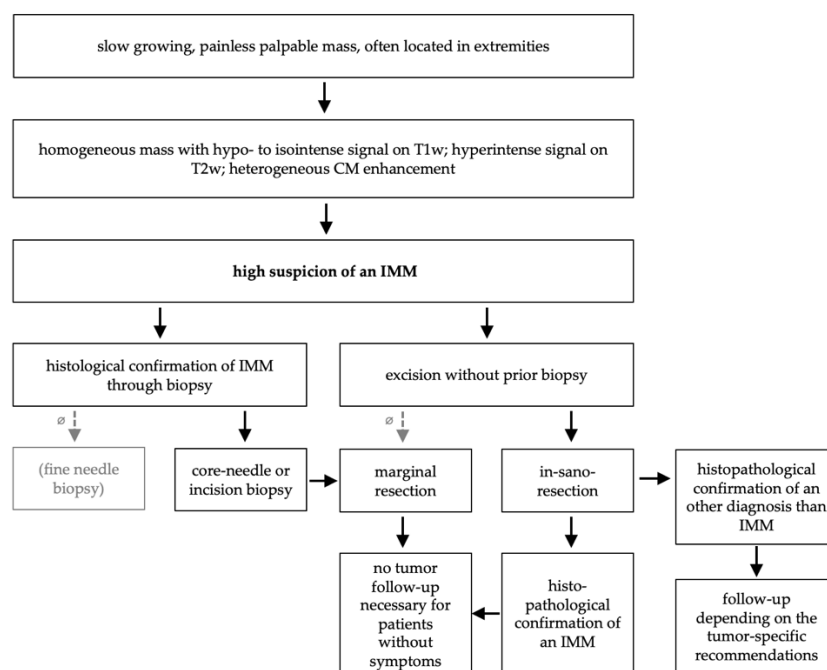 slow growing, painless palpable mass, often located in extremities
homogeneous mass with hypo- to isointense signal on T1w; hyperintense signal on
T2w; heterogeneous CM enhancement
high suspicion of an IMM
histological confirmation of IMM
through biopsy
excision without prior biopsy
ø
ø
(fine needle
biopsy)
core-needle or
incision biopsy
marginal
resection
in-sano-
resection
histopathological
confirmation of an
other diagnosis than
IMM
no tumor
follow-up
necessary for
patients
without
symptoms
histo-
pathological
confirmation of
an IMM
follow-up
depending on the
tumor-specific
recommendations